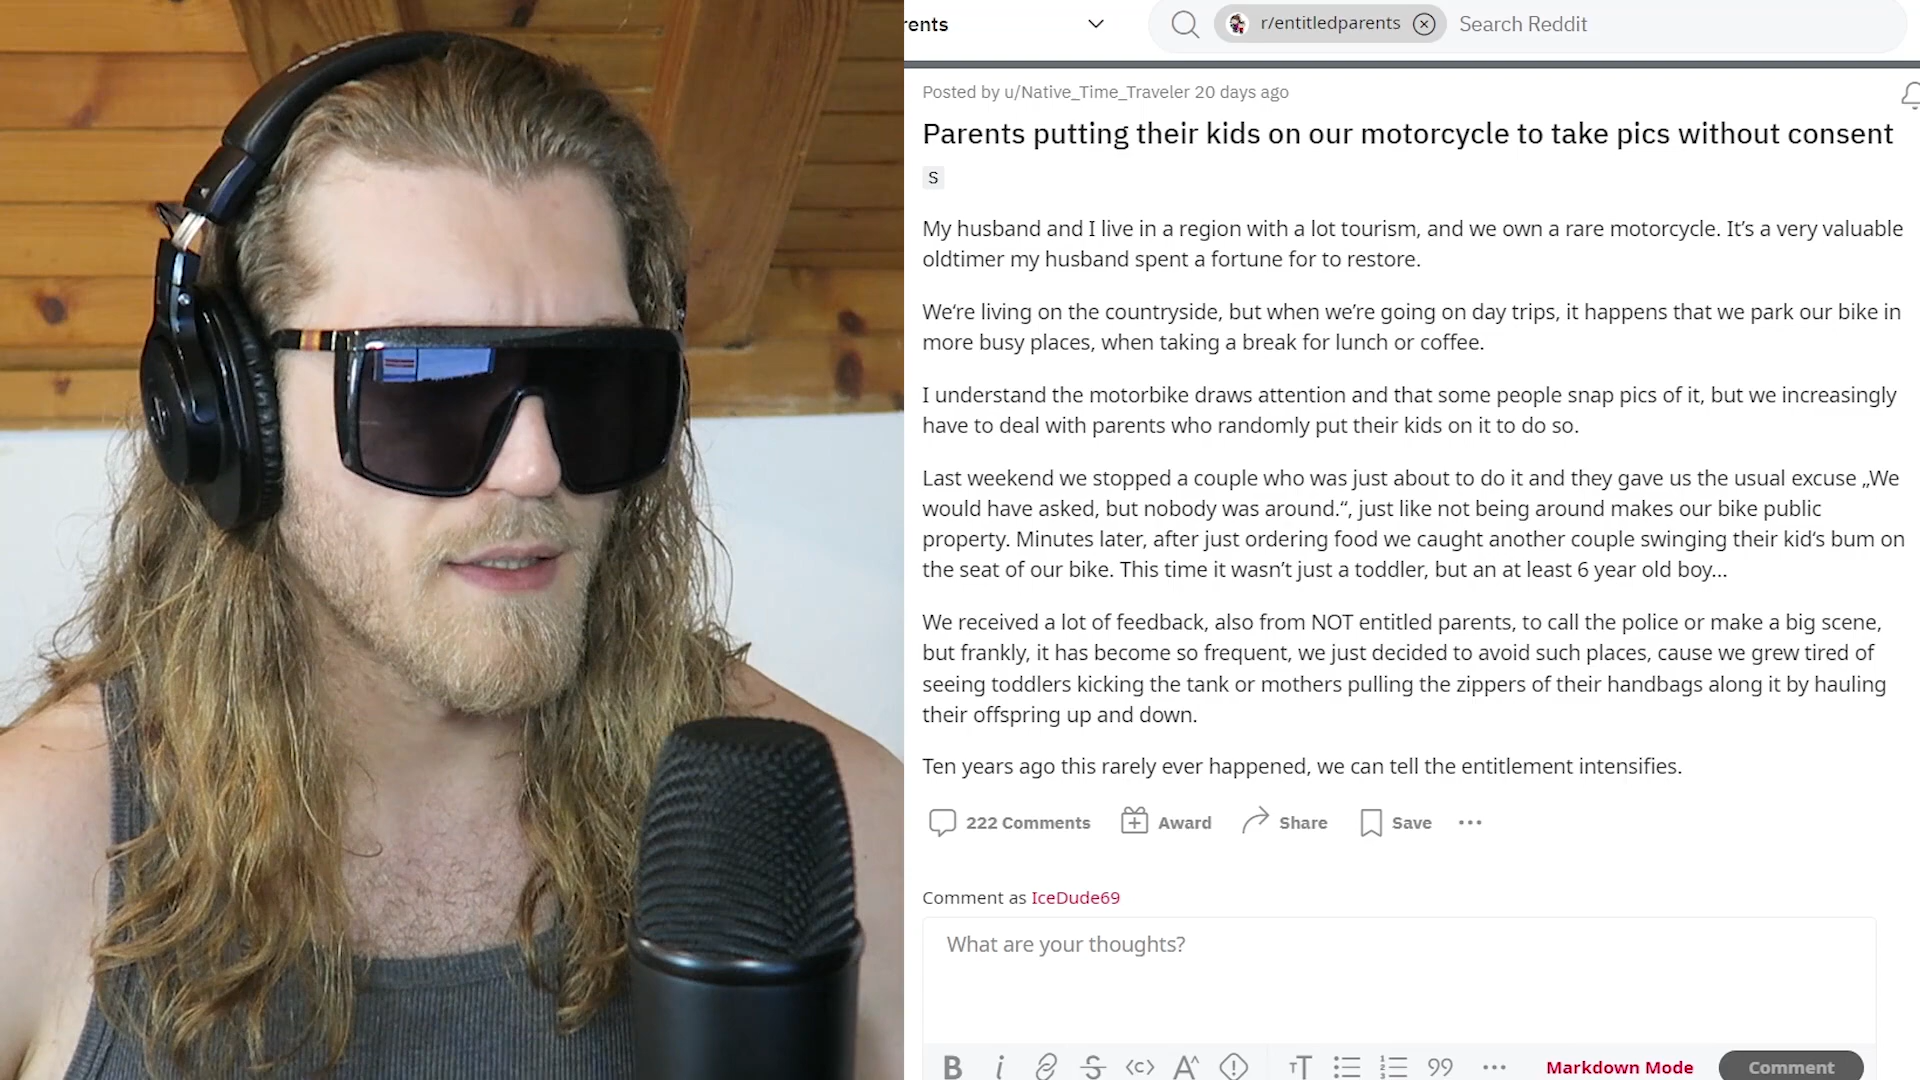 rents
r/entitledparents
Search Reddit
Posted by u/Native_Time_Traveler 20 days ago
Parents putting their kids on our motorcycle to take pics without consent
S
My husband and I live in a region with a lot tourism, and we own a rare motorcycle. It’s a very valuable
oldtimer my husband spent a fortune for to restore.
We‘re living on the countryside, but when we’re going on day trips, it happens that we park our bike in
more busy places, when taking a break for lunch or coffee.
I understand the motorbike draws attention and that some people snap pics of it, but we increasingly
have to deal with parents who randomly put their kids on it to do so.
Last weekend we stopped a couple who was just about to do it and they gave us the usual excuse „We
would have asked, but nobody was around.“, just like not being around makes our bike public
property. Minutes later, after just ordering food we caught another couple swinging their kid‘s bum on
the seat of our bike. This time it wasn’t just a toddler, but an at least 6 year old boy...
We received a lot of feedback, also from NOT entitled parents, to call the police or make a big scene,
but frankly, it has become so frequent, we just decided to avoid such places, cause we grew tired of
seeing toddlers kicking the tank or mothers pulling the zippers of their handbags along it by hauling
their offspring up and down.
Ten years ago this rarely ever happened, we can tell the entitlement intensifies.
222 Comments Award Share Save
Comment as IceDude69
What are your thoughts?
Markdown Mode Comment